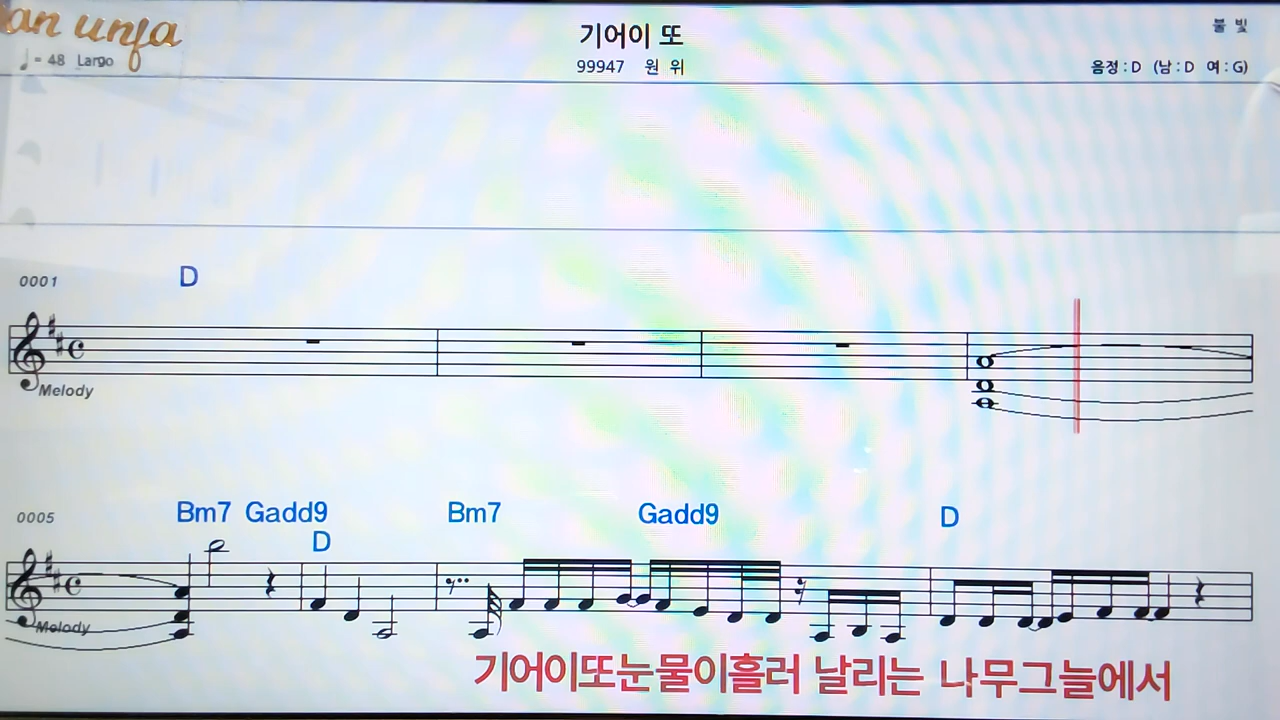 an unja
♩= 48 Largo
기어이 또
99947 원 위
불 빛
음정 : D (남 : D 여 : G)
0001
D
Melody
0005
Bm7 Gadd9 Bm7 Gadd9 D
D
Melody
기어이또눈물이흘러 날리는 나무그늘에서